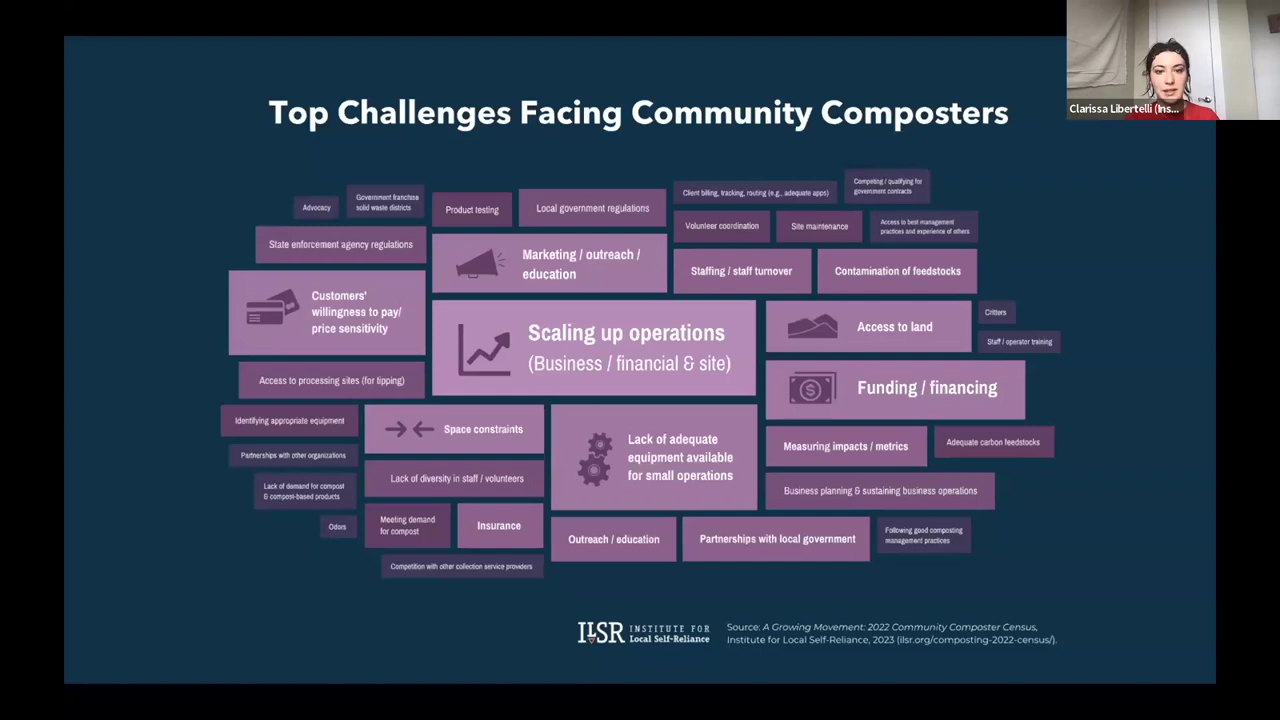 Clarissa Libertelli (Ins...
Top Challenges Facing Community Composters
Advocacy
Government franchise
solid waste districts
Product testing
Local government regulations
Client billing, tracking, routing (e.g., adequate apps)
Competing / qualifying for
government contracts
Volunteer coordination
Site maintenance
Access to best management
practices and experience of others
State enforcement agency regulations
Marketing / outreach /
education
Staffing / staff turnover
Contamination of feedstocks
Customers'
willingness to pay/
price sensitivity
Scaling up operations
(Business / financial & site)
Access to land
Critters
Staff / operator training
Access to processing sites (for tipping)
Funding / financing
Identifying appropriate equipment
Space constraints
Lack of adequate
equipment available
for small operations
Measuring impacts / metrics
Adequate carbon feedstocks
Partnerships with other organizations
Lack of diversity in staff / volunteers
Business planning & sustaining business operations
Lack of demand for compost
& compost-based products
Odors
Meeting demand
for compost
Insurance
Outreach / education
Partnerships with local government
Following good composting
management practices
Competition with other collection service providers
ILSR INSTITUTE FOR
Local Self-Reliance
Source: A Growing Movement: 2022 Community Composter Census,
Institute for Local Self-Reliance, 2023 (ilsr.org/composting-2022-census/).